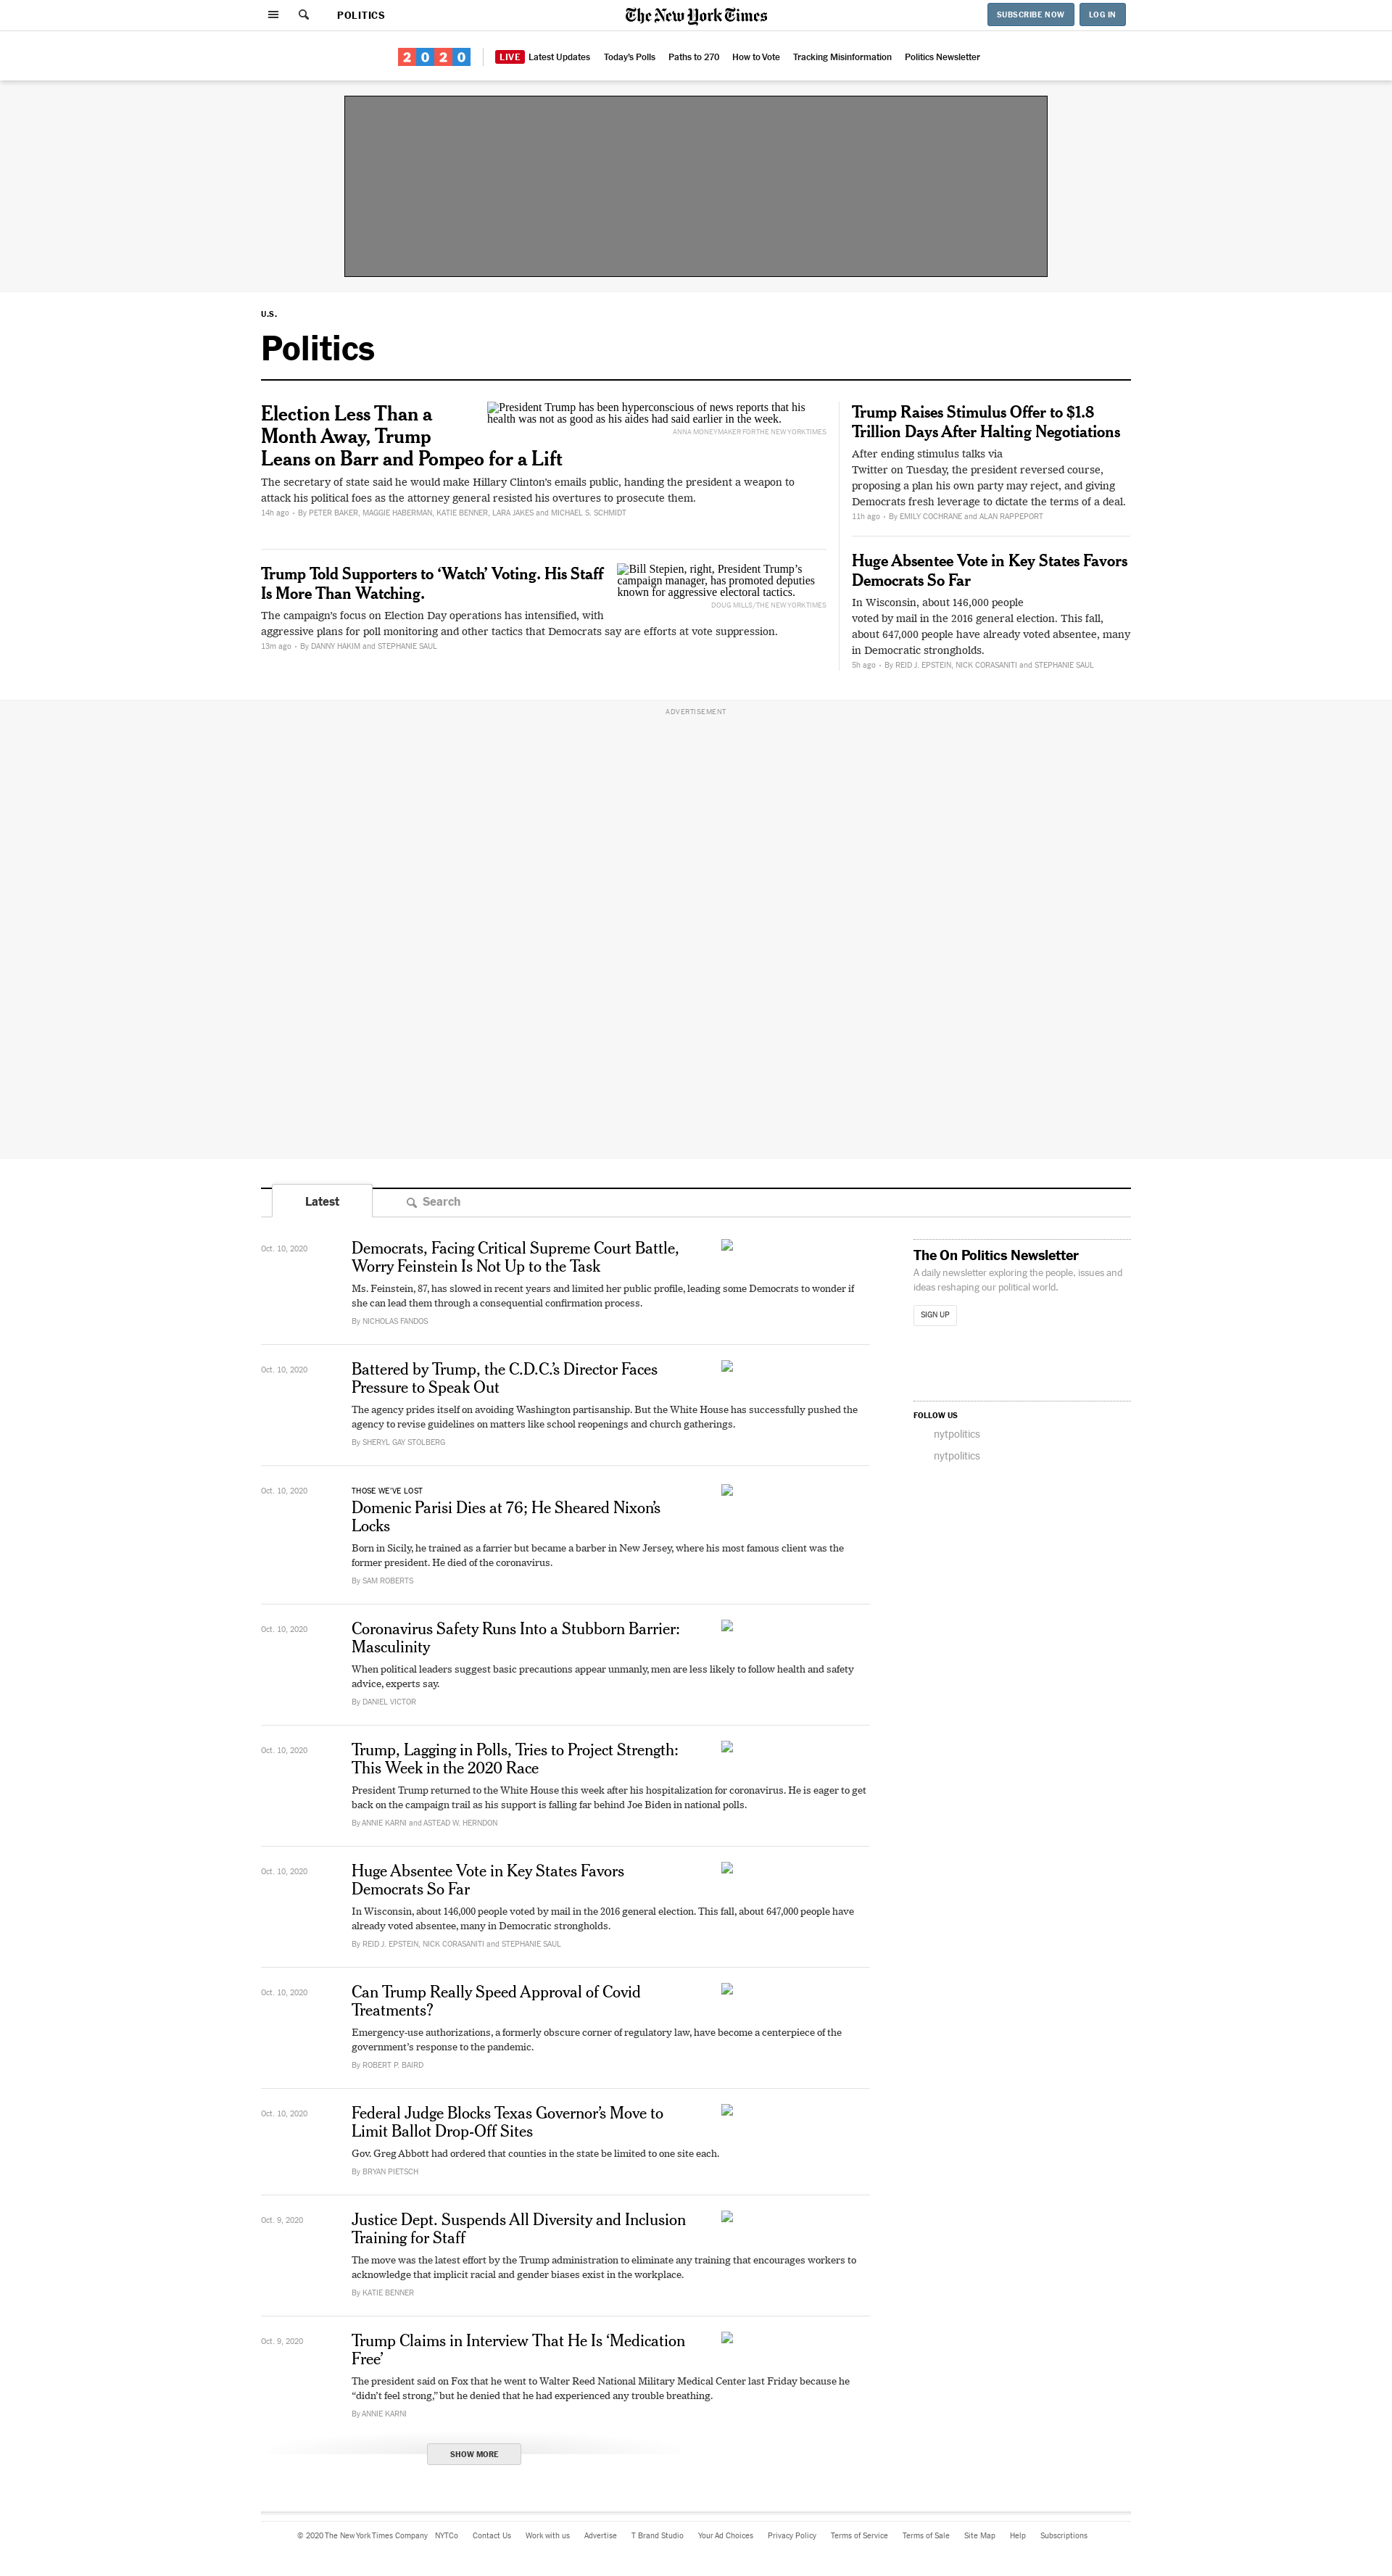 POLITICS
The New York Times
SUBSCRIBE NOW
LOG IN
2020
LIVE Latest Updates
Today's Polls
Paths to 270
How to Vote
Tracking Misinformation
Politics Newsletter
U.S.
Politics
Election Less Than a
Month Away, Trump
Leans on Barr and Pompeo for a Lift
President Trump has been hyperconscious of news reports that his
health was not as good as his aides had said earlier in the week.
ANNA MONEYMAKER FOR THE NEW YORK TIMES
The secretary of state said he would make Hillary Clinton's emails public, handing the president a weapon to
attack his political foes as the attorney general resisted his overtures to prosecute them.
14h ago • By PETER BAKER, MAGGIE HABERMAN, KATIE BENNER, LARA JAKES and MICHAEL S. SCHMIDT
Trump Told Supporters to ‘Watch’ Voting. His Staff
Is More Than Watching.
Bill Stepien, right, President Trump’s
campaign manager, has promoted deputies
known for aggressive electoral tactics.
DOUG MILLS/THE NEW YORK TIMES
The campaign’s focus on Election Day operations has intensified, with
aggressive plans for poll monitoring and other tactics that Democrats say are efforts at vote suppression.
13m ago • By DANNY HAKIM and STEPHANIE SAUL
Trump Raises Stimulus Offer to $1.8
Trillion Days After Halting Negotiations
After ending stimulus talks via
Twitter on Tuesday, the president reversed course,
proposing a plan his own party may reject, and giving
Democrats fresh leverage to dictate the terms of a deal.
11h ago • By EMILY COCHRANE and ALAN RAPPEPORT
Huge Absentee Vote in Key States Favors
Democrats So Far
In Wisconsin, about 146,000 people
voted by mail in the 2016 general election. This fall,
about 647,000 people have already voted absentee, many
in Democratic strongholds.
5h ago • By REID J. EPSTEIN, NICK CORASANITI and STEPHANIE SAUL
ADVERTISEMENT
Latest
Search
Oct. 10, 2020
Democrats, Facing Critical Supreme Court Battle,
Worry Feinstein Is Not Up to the Task
Ms. Feinstein, 87, has slowed in recent years and limited her public profile, leading some Democrats to wonder if
she can lead them through a consequential confirmation process.
By NICHOLAS FANDOS
Oct. 10, 2020
Battered by Trump, the C.D.C.’s Director Faces
Pressure to Speak Out
The agency prides itself on avoiding Washington partisanship. But the White House has successfully pushed the
agency to revise guidelines on matters like school reopenings and church gatherings.
By SHERYL GAY STOLBERG
Oct. 10, 2020
THOSE WE’VE LOST
Domenic Parisi Dies at 76; He Sheared Nixon’s
Locks
Born in Sicily, he trained as a farrier but became a barber in New Jersey, where his most famous client was the
former president. He died of the coronavirus.
By SAM ROBERTS
Oct. 10, 2020
Coronavirus Safety Runs Into a Stubborn Barrier:
Masculinity
When political leaders suggest basic precautions appear unmanly, men are less likely to follow health and safety
advice, experts say.
By DANIEL VICTOR
Oct. 10, 2020
Trump, Lagging in Polls, Tries to Project Strength:
This Week in the 2020 Race
President Trump returned to the White House this week after his hospitalization for coronavirus. He is eager to get
back on the campaign trail as his support is falling far behind Joe Biden in national polls.
By ANNIE KARNI and ASTEAD W. HERNDON
Oct. 10, 2020
Huge Absentee Vote in Key States Favors
Democrats So Far
In Wisconsin, about 146,000 people voted by mail in the 2016 general election. This fall, about 647,000 people have
already voted absentee, many in Democratic strongholds.
By REID J. EPSTEIN, NICK CORASANITI and STEPHANIE SAUL
Oct. 10, 2020
Can Trump Really Speed Approval of Covid
Treatments?
Emergency-use authorizations, a formerly obscure corner of regulatory law, have become a centerpiece of the
government’s response to the pandemic.
By ROBERT P. BAIRD
Oct. 10, 2020
Federal Judge Blocks Texas Governor’s Move to
Limit Ballot Drop-Off Sites
Gov. Greg Abbott had ordered that counties in the state be limited to one site each.
By BRYAN PIETSCH
Oct. 9, 2020
Justice Dept. Suspends All Diversity and Inclusion
Training for Staff
The move was the latest effort by the Trump administration to eliminate any training that encourages workers to
acknowledge that implicit racial and gender biases exist in the workplace.
By KATIE BENNER
Oct. 9, 2020
Trump Claims in Interview That He Is ‘Medication
Free’
The president said on Fox that he went to Walter Reed National Military Medical Center last Friday because he
“didn’t feel strong,” but he denied that he had experienced any trouble breathing.
By ANNIE KARNI
SHOW MORE
The On Politics Newsletter
A daily newsletter exploring the people, issues and
ideas reshaping our political world.
SIGN UP
FOLLOW US
nytpolitics
nytpolitics
© 2020 The New York Times Company
NYTCo
Contact Us
Work with us
Advertise
T Brand Studio
Your Ad Choices
Privacy Policy
Terms of Service
Terms of Sale
Site Map
Help
Subscriptions